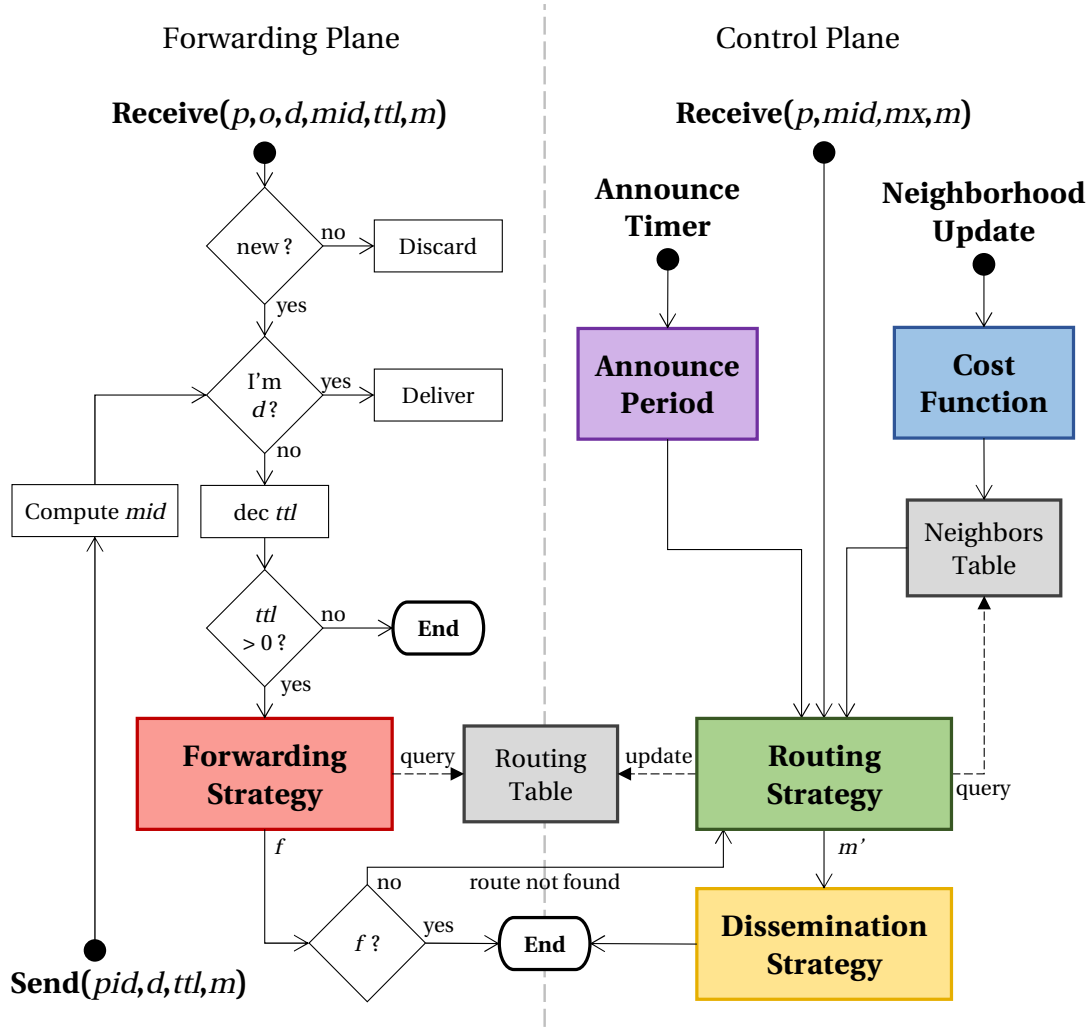 Forwarding Plane
Control Plane
Receive(p,o,d,mid,ttl,m)
Receive(p,mid,mx,m)
Announce
Timer
Neighborhood
Update
new ?
no
Discard
yes
I'm
d ?
yes
Deliver
no
Announce
Period
Cost
Function
Compute mid
dec ttl
Neighbors
Table
ttl
> 0 ?
no
End
yes
Forwarding
Strategy
query
Routing
Table
update
Routing
Strategy
query
f
m’
no
route not found
f ?
yes
End
Dissemination
Strategy
Send(pid,d,ttl,m)